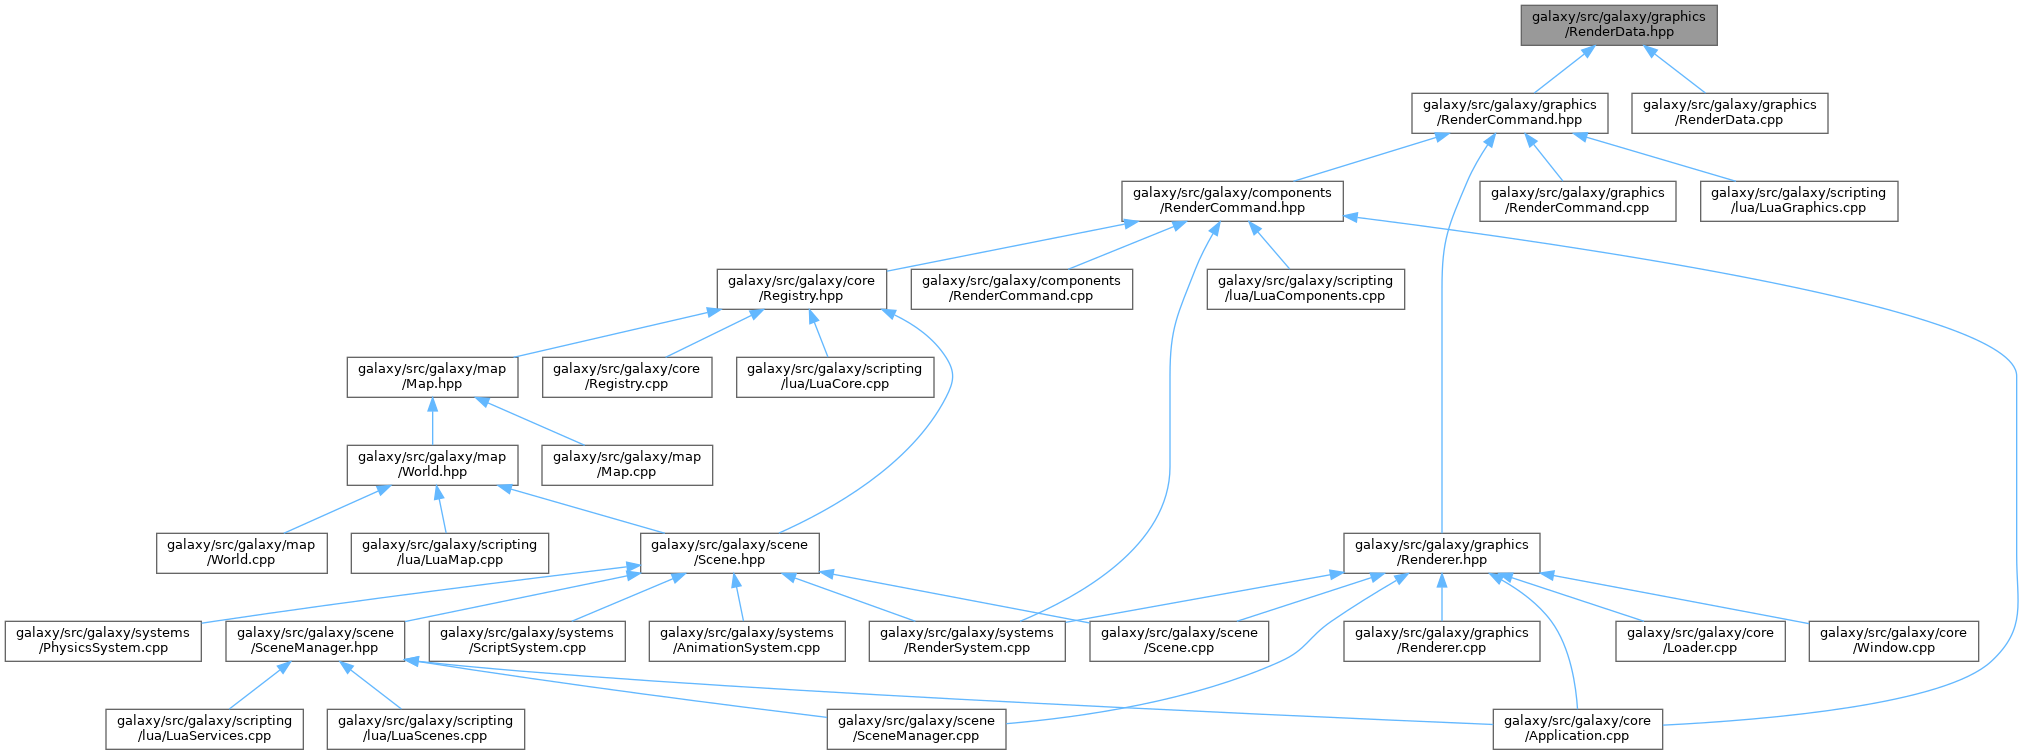 galaxy/src/galaxy/graphics
/RenderData.hpp
galaxy/src/galaxy/graphics
/RenderCommand.hpp
galaxy/src/galaxy/graphics
/RenderData.cpp
galaxy/src/galaxy/components
/RenderCommand.hpp
galaxy/src/galaxy/graphics
/RenderCommand.cpp
galaxy/src/galaxy/scripting
/lua/LuaGraphics.cpp
galaxy/src/galaxy/core
/Registry.hpp
galaxy/src/galaxy/components
/RenderCommand.cpp
galaxy/src/galaxy/scripting
/lua/LuaComponents.cpp
galaxy/src/galaxy/map
/Map.hpp
galaxy/src/galaxy/core
/Registry.cpp
galaxy/src/galaxy/scripting
/lua/LuaCore.cpp
galaxy/src/galaxy/map
/World.hpp
galaxy/src/galaxy/map
/Map.cpp
galaxy/src/galaxy/map
/World.cpp
galaxy/src/galaxy/scripting
/lua/LuaMap.cpp
galaxy/src/galaxy/scene
/Scene.hpp
galaxy/src/galaxy/graphics
/Renderer.hpp
galaxy/src/galaxy/systems
/PhysicsSystem.cpp
galaxy/src/galaxy/scene
/SceneManager.hpp
galaxy/src/galaxy/systems
/ScriptSystem.cpp
galaxy/src/galaxy/systems
/AnimationSystem.cpp
galaxy/src/galaxy/systems
/RenderSystem.cpp
galaxy/src/galaxy/scene
/Scene.cpp
galaxy/src/galaxy/graphics
/Renderer.cpp
galaxy/src/galaxy/core
/Loader.cpp
galaxy/src/galaxy/core
/Window.cpp
galaxy/src/galaxy/scripting
/lua/LuaServices.cpp
galaxy/src/galaxy/scripting
/lua/LuaScenes.cpp
galaxy/src/galaxy/scene
/SceneManager.cpp
galaxy/src/galaxy/core
/Application.cpp